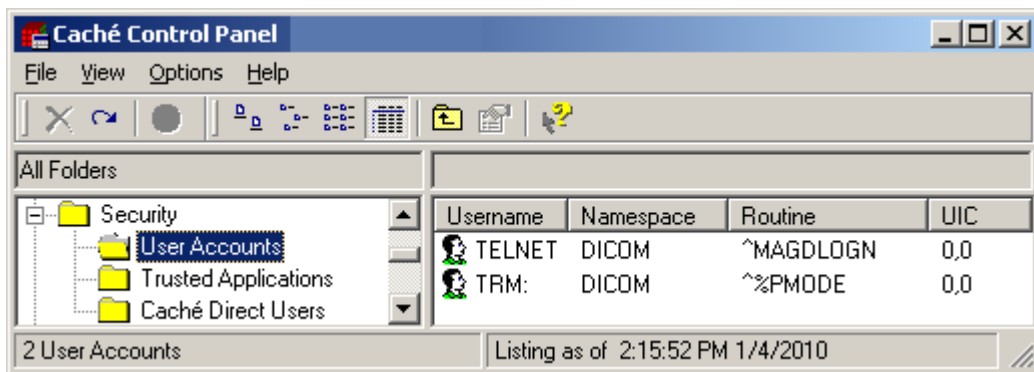 Caché Control Panel
File View Options Help
All Folders
Security
User Accounts
Trusted Applications
Caché Direct Users
Username Namespace Routine UIC
TELNET DICOM ^MAGDLOGN 0,0
TRM: DICOM ^%PMODE 0,0
2 User Accounts
Listing as of 2:15:52 PM 1/4/2010